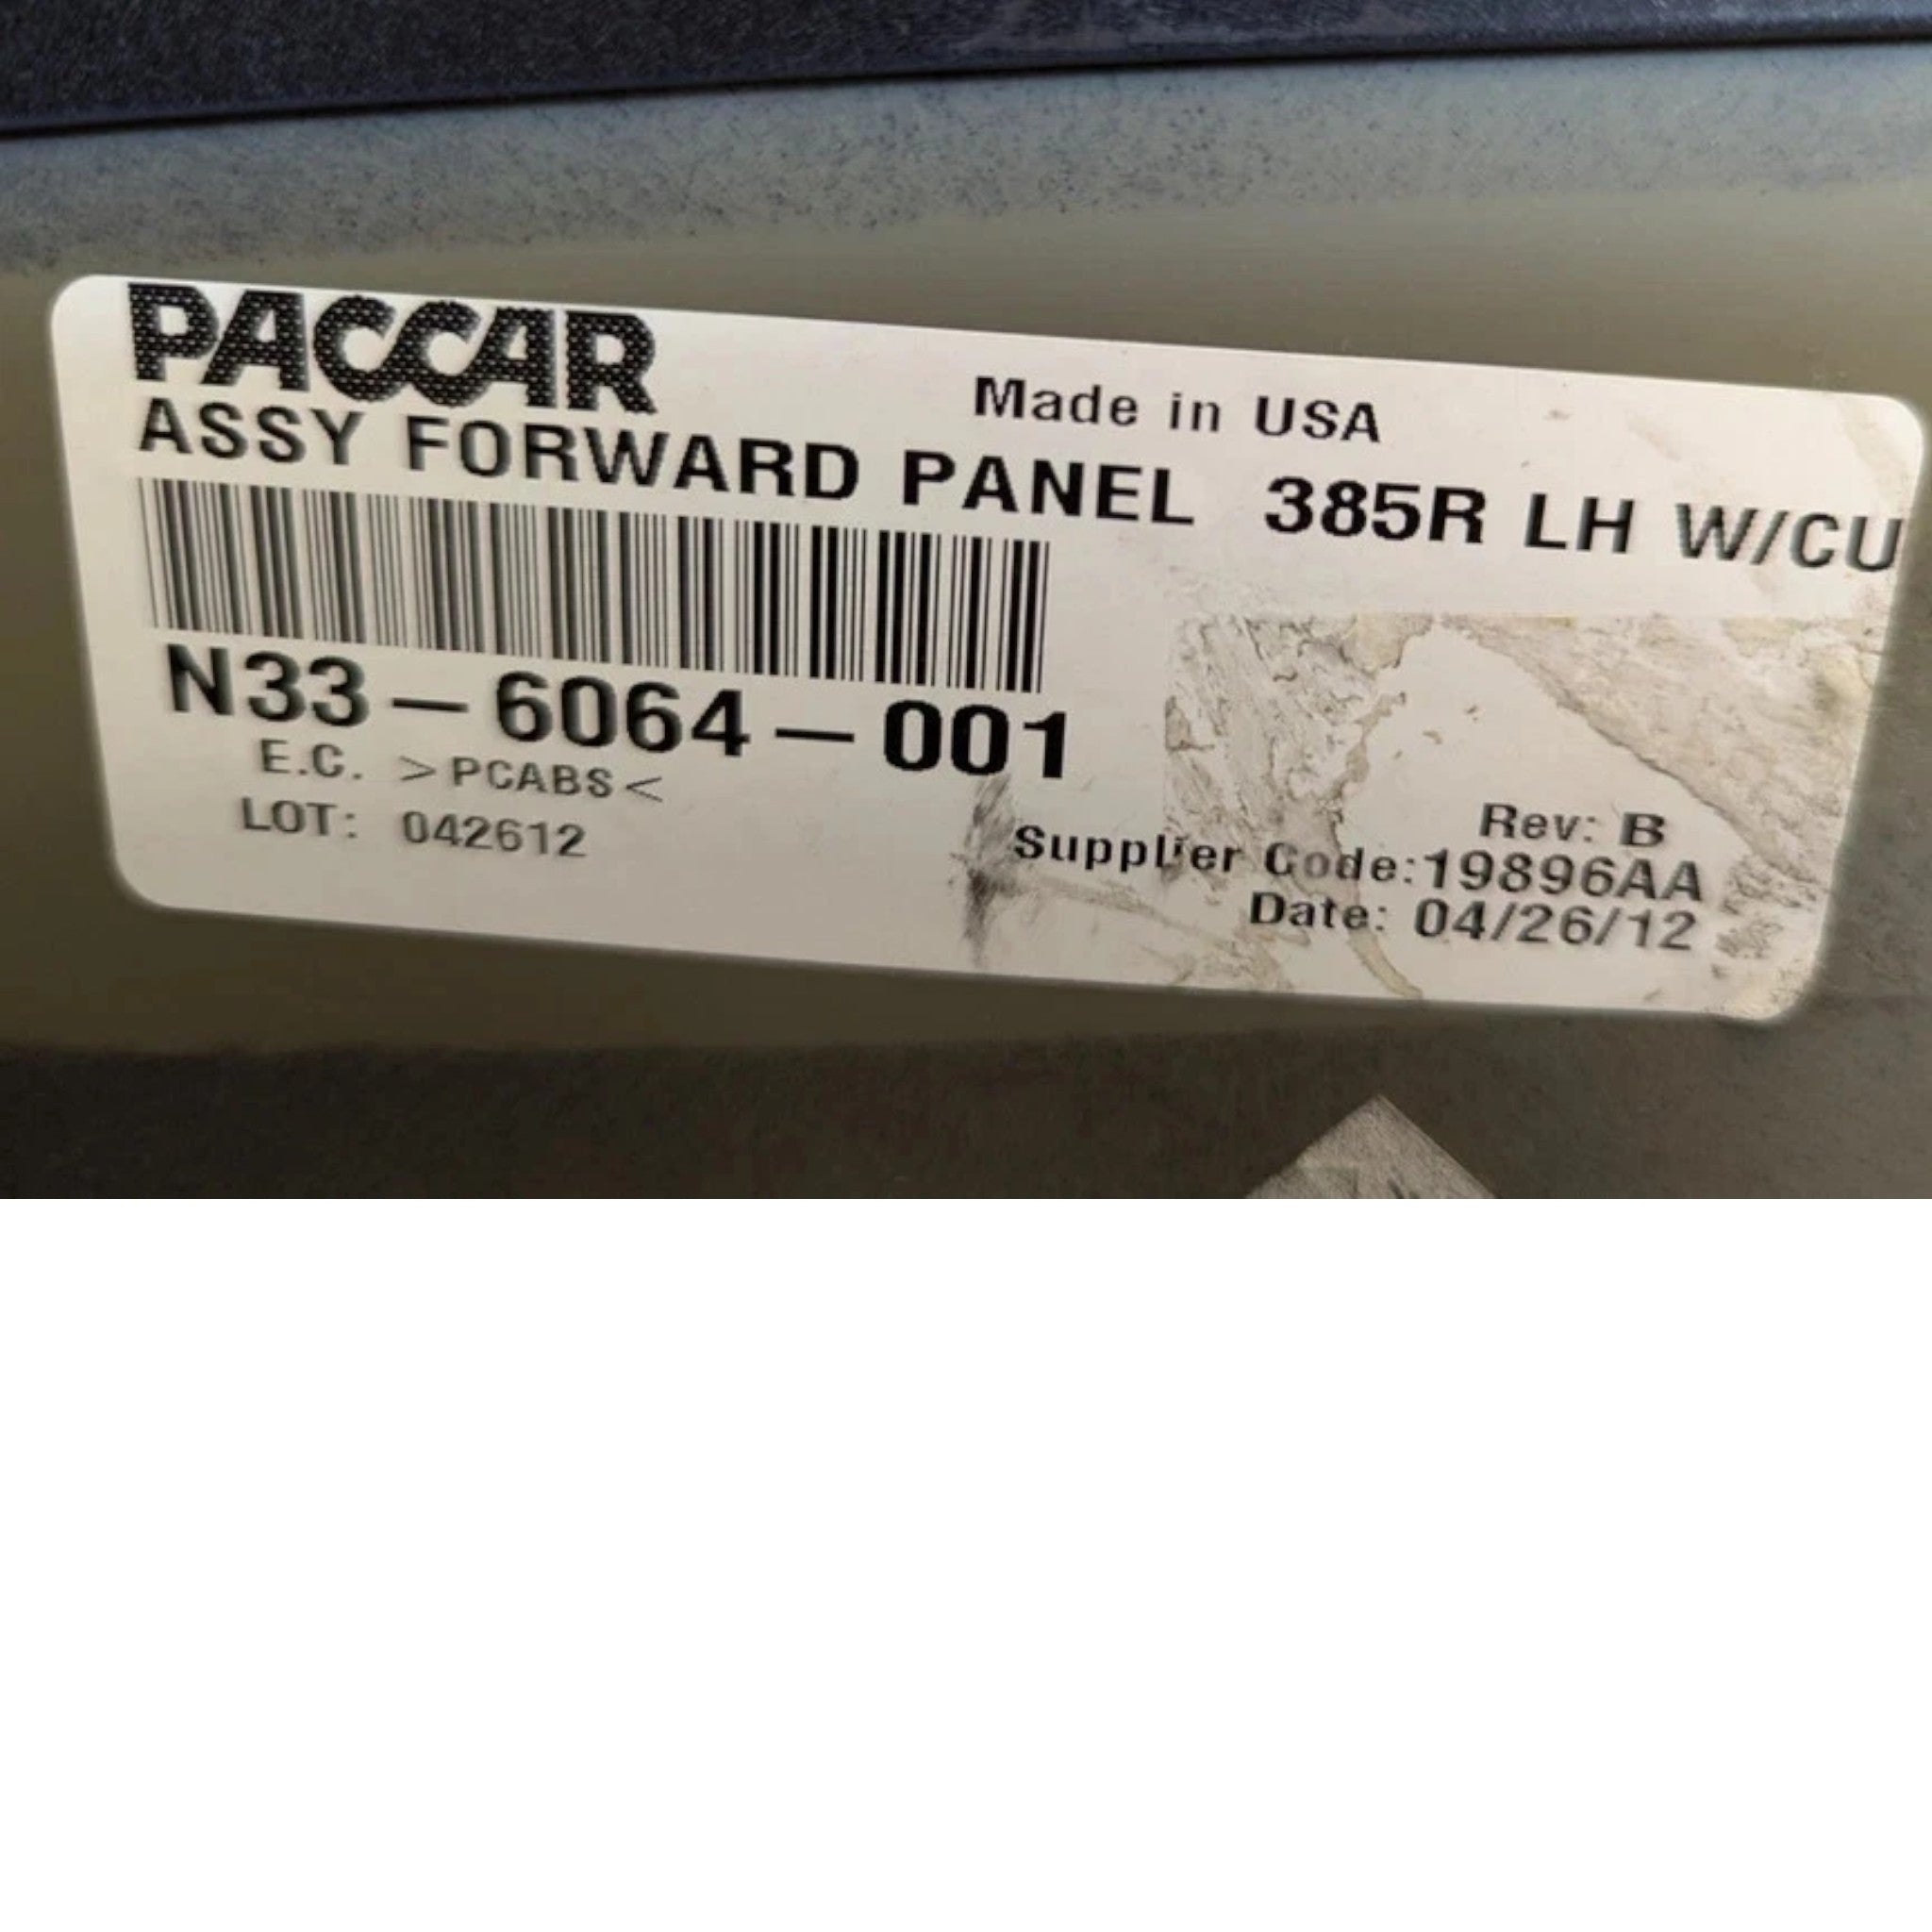 PACCAR
Made in USA
ASSY FORWARD PANEL 385R LH W/CU
N33-6064-001
E.C. >PCABS<
LOT: 042612
Rev: B
Supplier Code:19896AA
Date: 04/26/12